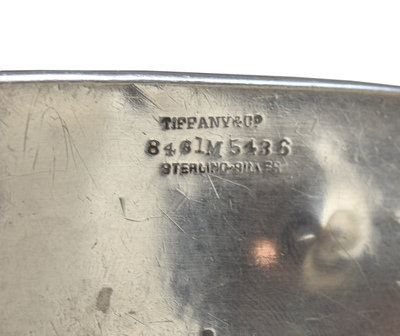 TIFFANY & CO
8461M5436
STERLING-SILVER